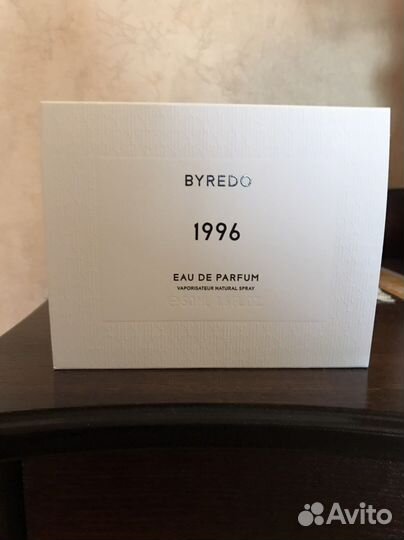 BYREDO
1996
EAU DE PARFUM
VAPORISATEUR NATURAL SPRAY
Avito